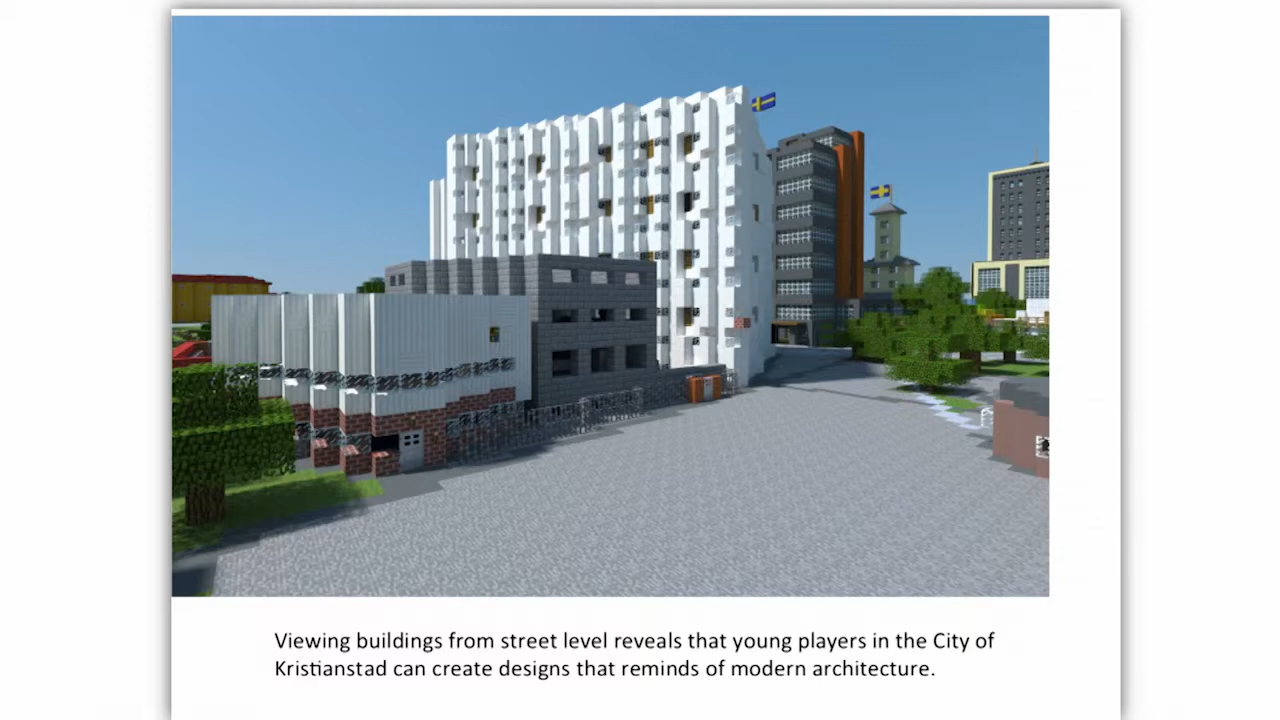 Viewing buildings from street level reveals that young players in the City of
Kristianstad can create designs that reminds of modern architecture.